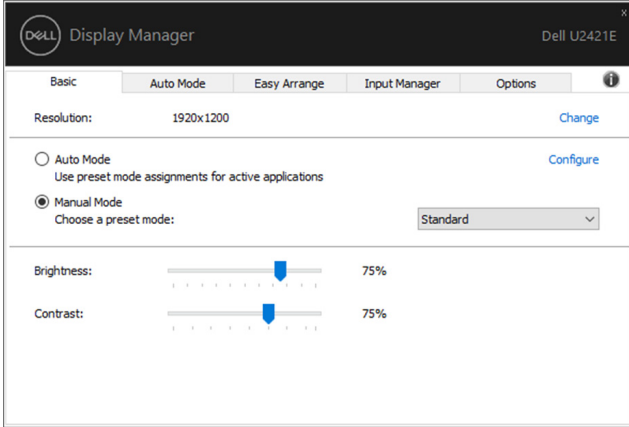 x
DELL Display Manager Dell U2421E
Basic Auto Mode Easy Arrange Input Manager Options i
Resolution: 1920x1200 Change
Auto Mode Configure
Use preset mode assignments for active applications
Manual Mode
Choose a preset mode: Standard
Brightness: 75%
Contrast: 75%